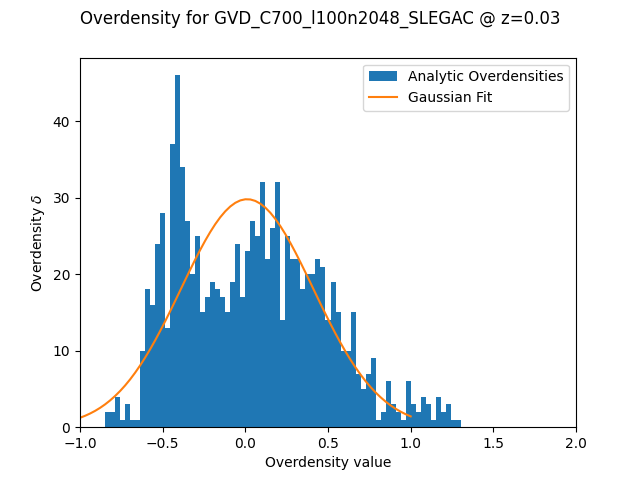 Overdensity for GVD_C700_l100n2048_SLEGAC @ z=0.03
Analytic Overdensities
Gaussian Fit
Overdensity δ
40
30
20
10
0
−1.0 −0.5 0.0 0.5 1.0 1.5 2.0
Overdensity value